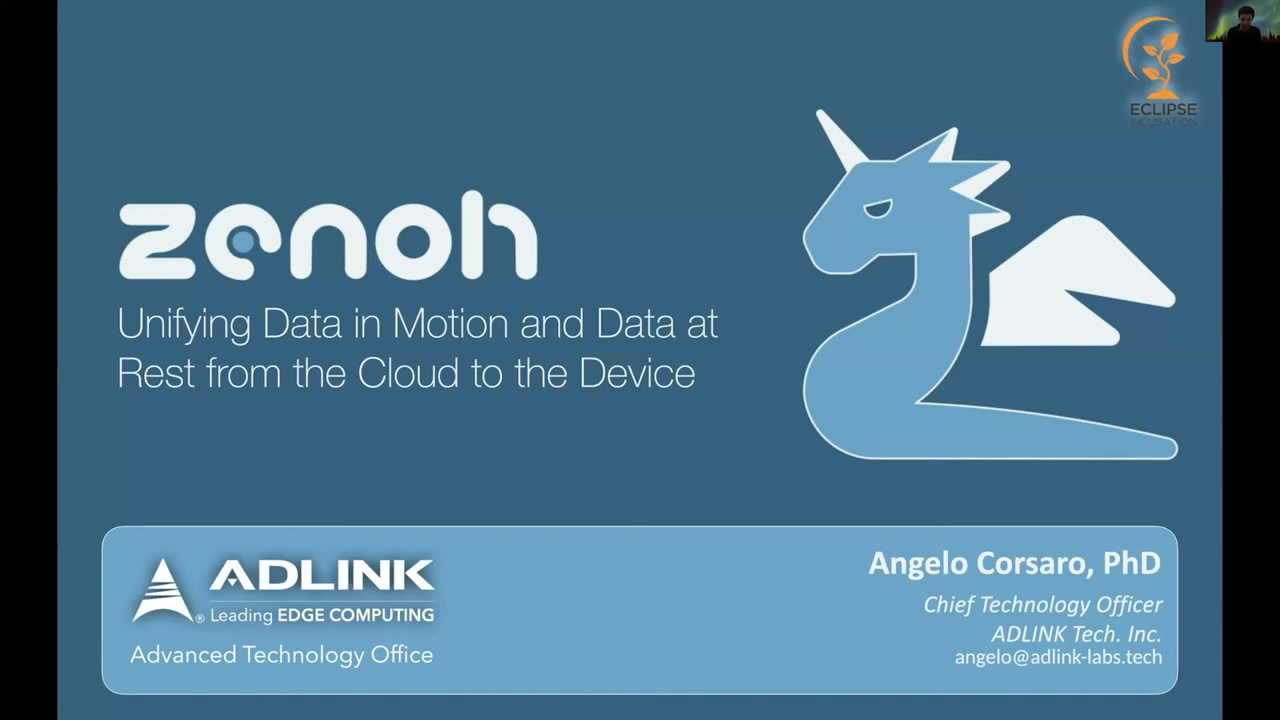 ECLIPSE
INCUBATION
zenoh
Unifying Data in Motion and Data at
Rest from the Cloud to the Device
ADLINK
® Leading EDGE COMPUTING
Advanced Technology Office
Angelo Corsaro, PhD
Chief Technology Officer
ADLINK Tech. Inc.
angelo@adlink-labs.tech